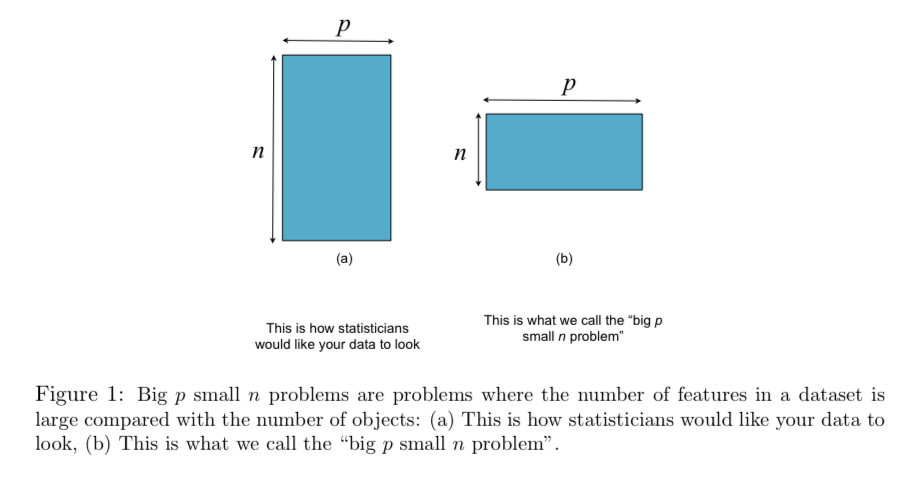 p
n
(a)
This is how statisticians
would like your data to look
p
n
(b)
This is what we call the “big p
small n problem”
Figure 1: Big p small n problems are problems where the number of features in a dataset is
large compared with the number of objects: (a) This is how statisticians would like your data to
look, (b) This is what we call the “big p small n problem”.